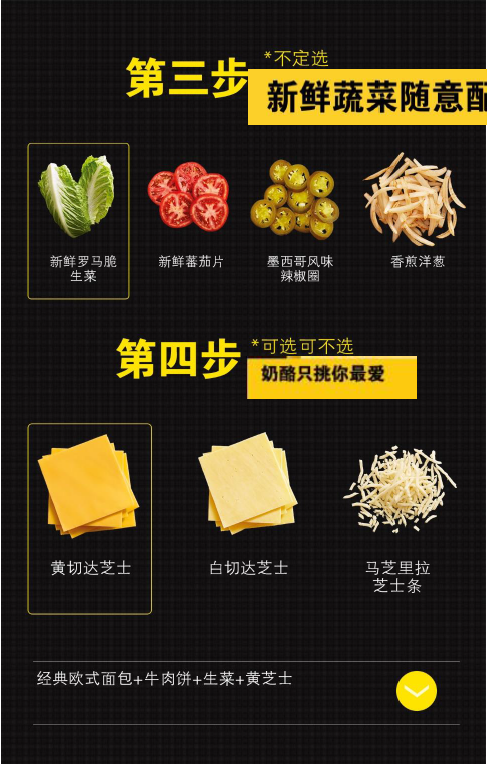 第三步
*不定选
新鲜蔬菜随意配
新鲜罗马脆
生菜
新鲜蕃茄片
墨西哥风味
辣椒圈
香煎洋葱
第四步
*可选可不选
奶酪只挑你最爱
黄切达芝士
白切达芝士
马芝里拉
芝士条
经典欧式面包+牛肉饼+生菜+黄芝士